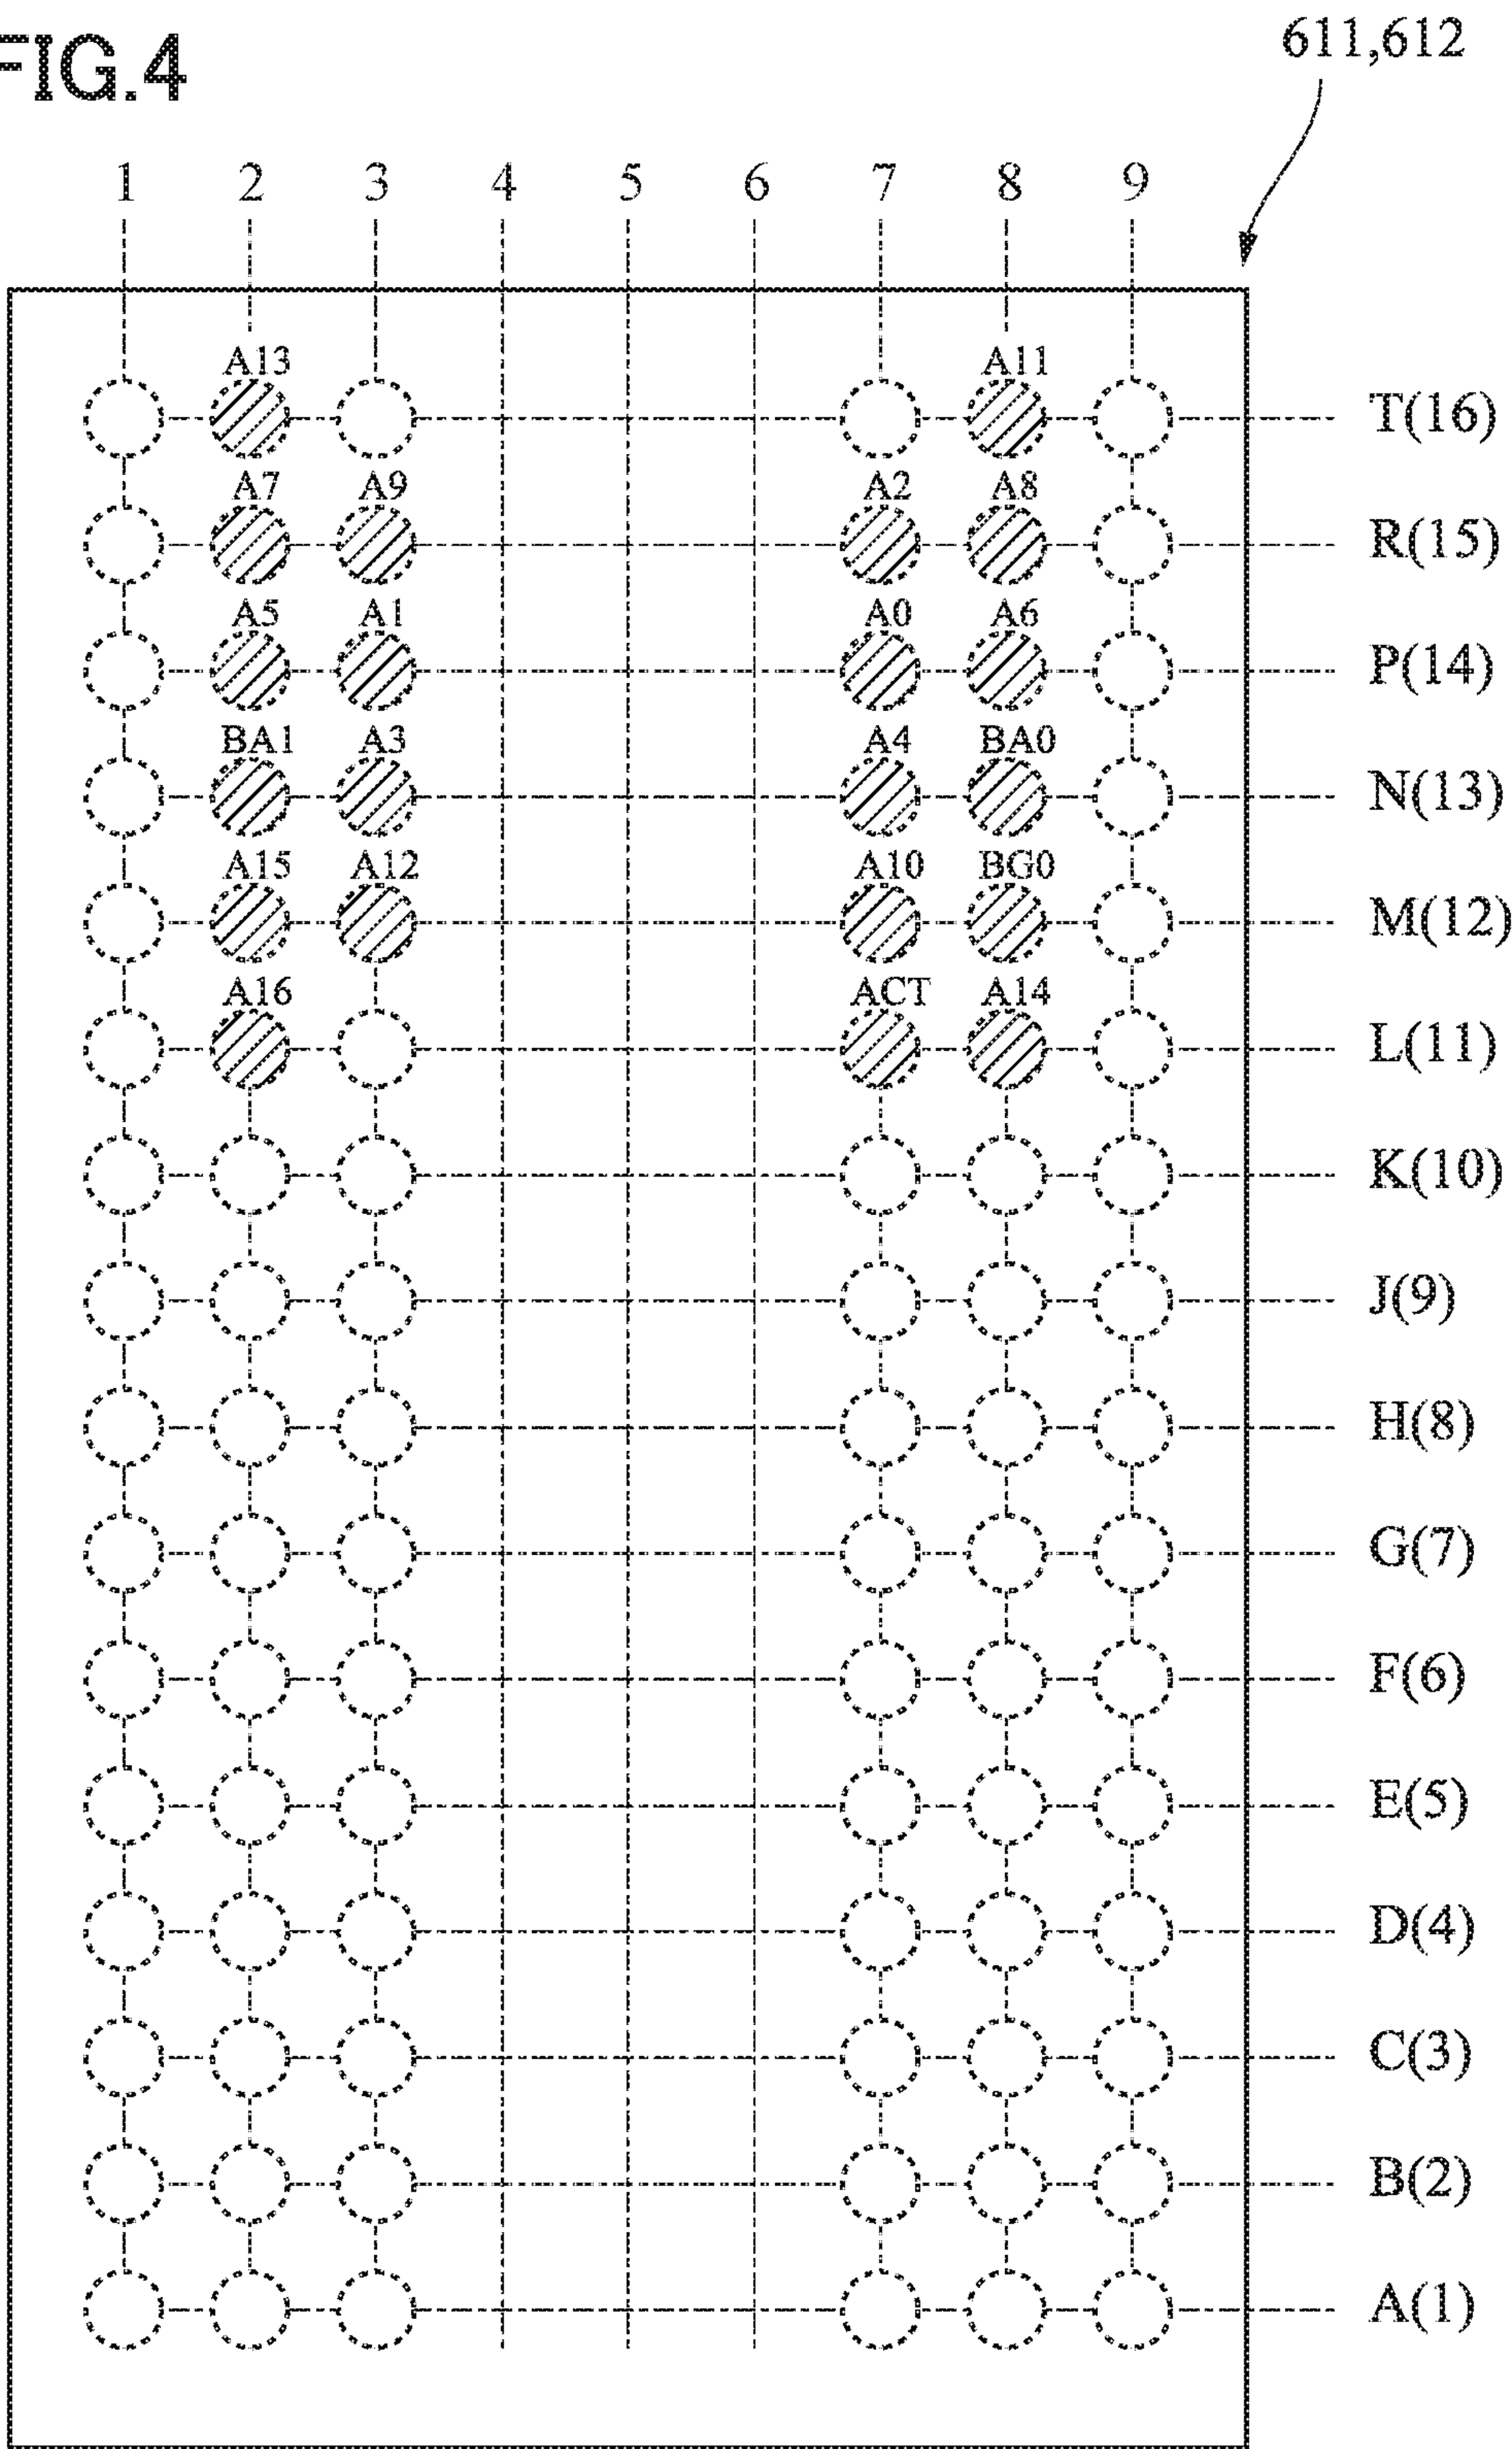 FIG.4
611,612
1 2 3 4 5 6 7 8 9
A13 A11
T(16)
A7 A9 A2 A8
R(15)
A5 A1 A0 A6
P(14)
BA1 A3 A4 BA0
N(13)
A15 A12 A10 BG0
M(12)
A16 ACT A14
L(11)
K(10)
J(9)
H(8)
G(7)
F(6)
E(5)
D(4)
C(3)
B(2)
A(1)